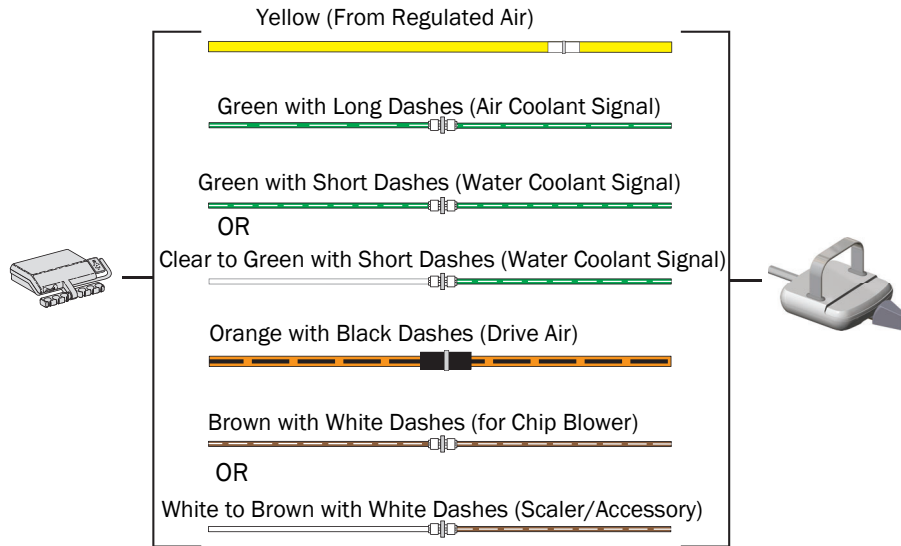 Yellow (From Regulated Air)
Green with Long Dashes (Air Coolant Signal)
Green with Short Dashes (Water Coolant Signal)
OR
Clear to Green with Short Dashes (Water Coolant Signal)
Orange with Black Dashes (Drive Air)
Brown with White Dashes (for Chip Blower)
OR
White to Brown with White Dashes (Scaler/Accessory)